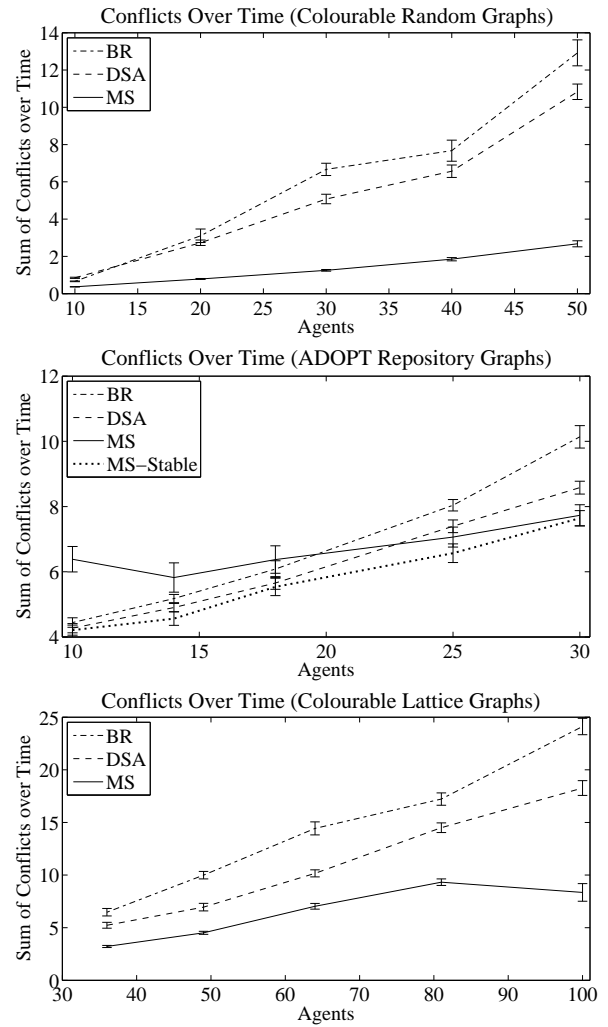 Conflicts Over Time (Colourable Random Graphs)
Sum of Conflicts over Time
14
12
10
8
6
4
2
0
BR
DSA
MS
10 15 20 25 30 35 40 45 50
Agents
Conflicts Over Time (ADOPT Repository Graphs)
Sum of Conflicts over Time
12
10
8
6
4
BR
DSA
MS
MS-Stable
10 15 20 25 30
Agents
Conflicts Over Time (Colourable Lattice Graphs)
Sum of Conflicts over Time
25
20
15
10
5
0
BR
DSA
MS
30 40 50 60 70 80 90 100
Agents